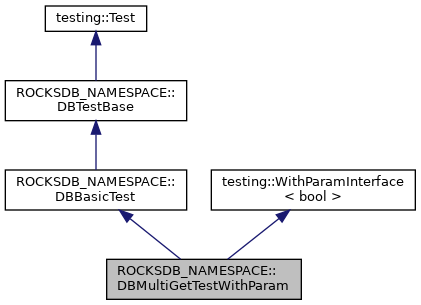 testing::Test
ROCKSDB_NAMESPACE::
DBTestBase
ROCKSDB_NAMESPACE::
DBBasicTest
testing::WithParamInterface
< bool >
ROCKSDB_NAMESPACE::
DBMultiGetTestWithParam